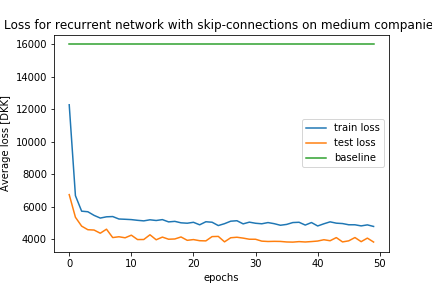 Loss for recurrent network with skip-connections on medium companie
16000
14000
12000
10000
8000
6000
4000
Average loss [DKK]
train loss
test loss
baseline
0
10
20
30
40
50
epochs